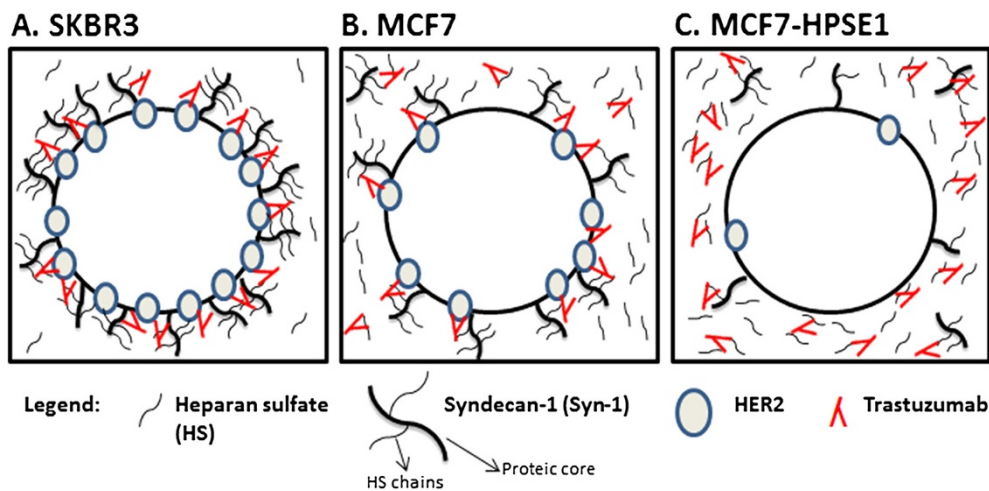 A. SKBR3
B. MCF7
C. MCF7-HPSE1
Legend:
Heparan sulfate
(HS)
Syndecan-1 (Syn-1)
HER2
Trastuzumab
Proteic core
HS chains